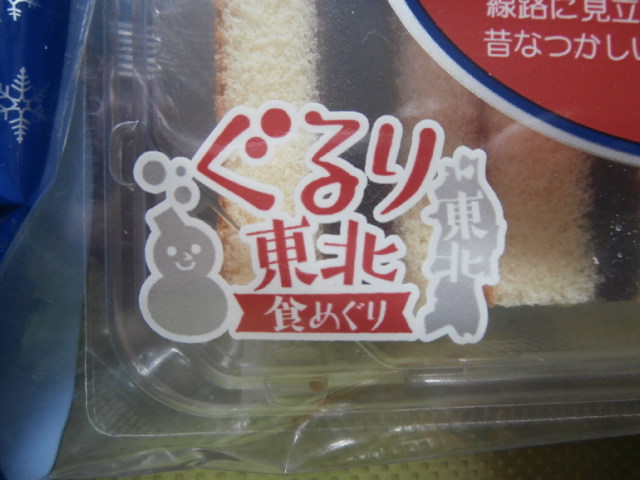 線路に見立
昔なつかしい
ぐるり
東北
食めぐり
東北